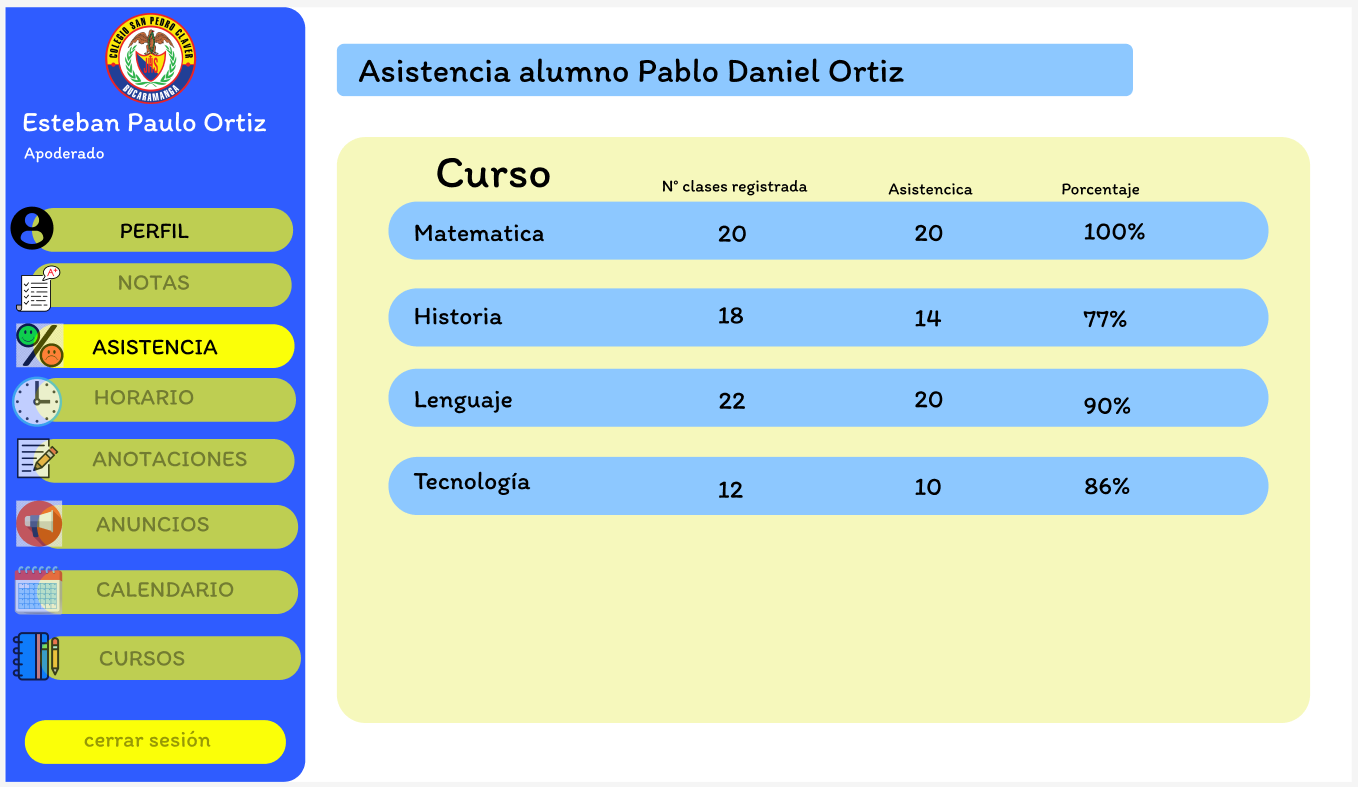 COLEGIO SAN PEDRO CLAVER
BUCARAMANGA
Esteban Paulo Ortiz
Apoderado
PERFIL
A+
NOTAS
ASISTENCIA
HORARIO
ANOTACIONES
ANUNCIOS
CALENDARIO
CURSOS
cerrar sesión
Asistencia alumno Pablo Daniel Ortiz
Curso N° clases registrada Asistencica Porcentaje
Matematica 20 20 100%
Historia 18 14 77%
Lenguaje 22 20 90%
Tecnología 12 10 86%